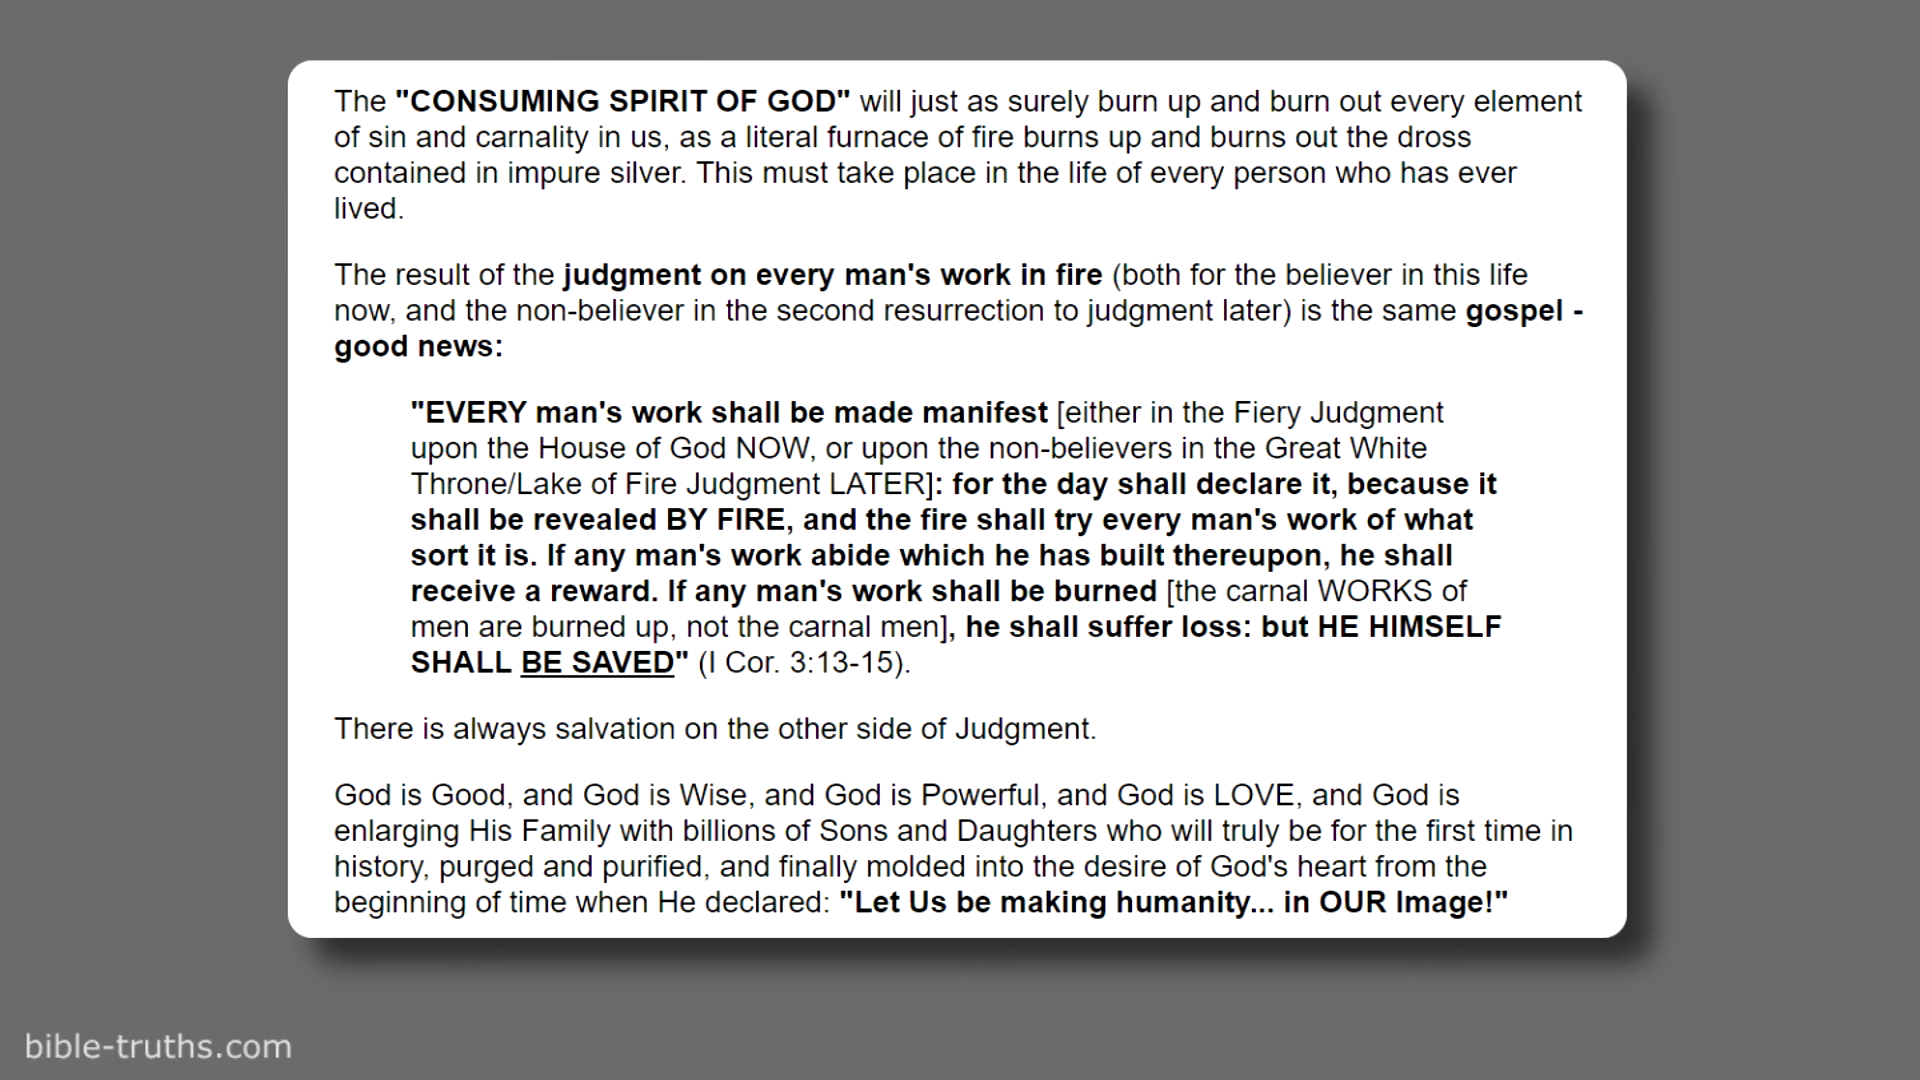 The "CONSUMING SPIRIT OF GOD" will just as surely burn up and burn out every element
of sin and carnality in us, as a literal furnace of fire burns up and burns out the dross
contained in impure silver. This must take place in the life of every person who has ever
lived.
The result of the judgment on every man's work in fire (both for the believer in this life
now, and the non-believer in the second resurrection to judgment later) is the same gospel -
good news:
"EVERY man's work shall be made manifest [either in the Fiery Judgment
upon the House of God NOW, or upon the non-believers in the Great White
Throne/Lake of Fire Judgment LATER]: for the day shall declare it, because it
shall be revealed BY FIRE, and the fire shall try every man's work of what
sort it is. If any man's work abide which he has built thereupon, he shall
receive a reward. If any man's work shall be burned [the carnal WORKS of
men are burned up, not the carnal men], he shall suffer loss: but HE HIMSELF
SHALL BE SAVED" (I Cor. 3:13-15).
There is always salvation on the other side of Judgment.
God is Good, and God is Wise, and God is Powerful, and God is LOVE, and God is
enlarging His Family with billions of Sons and Daughters who will truly be for the first time in
history, purged and purified, and finally molded into the desire of God's heart from the
beginning of time when He declared: "Let Us be making humanity... in OUR Image!"
bible-truths.com